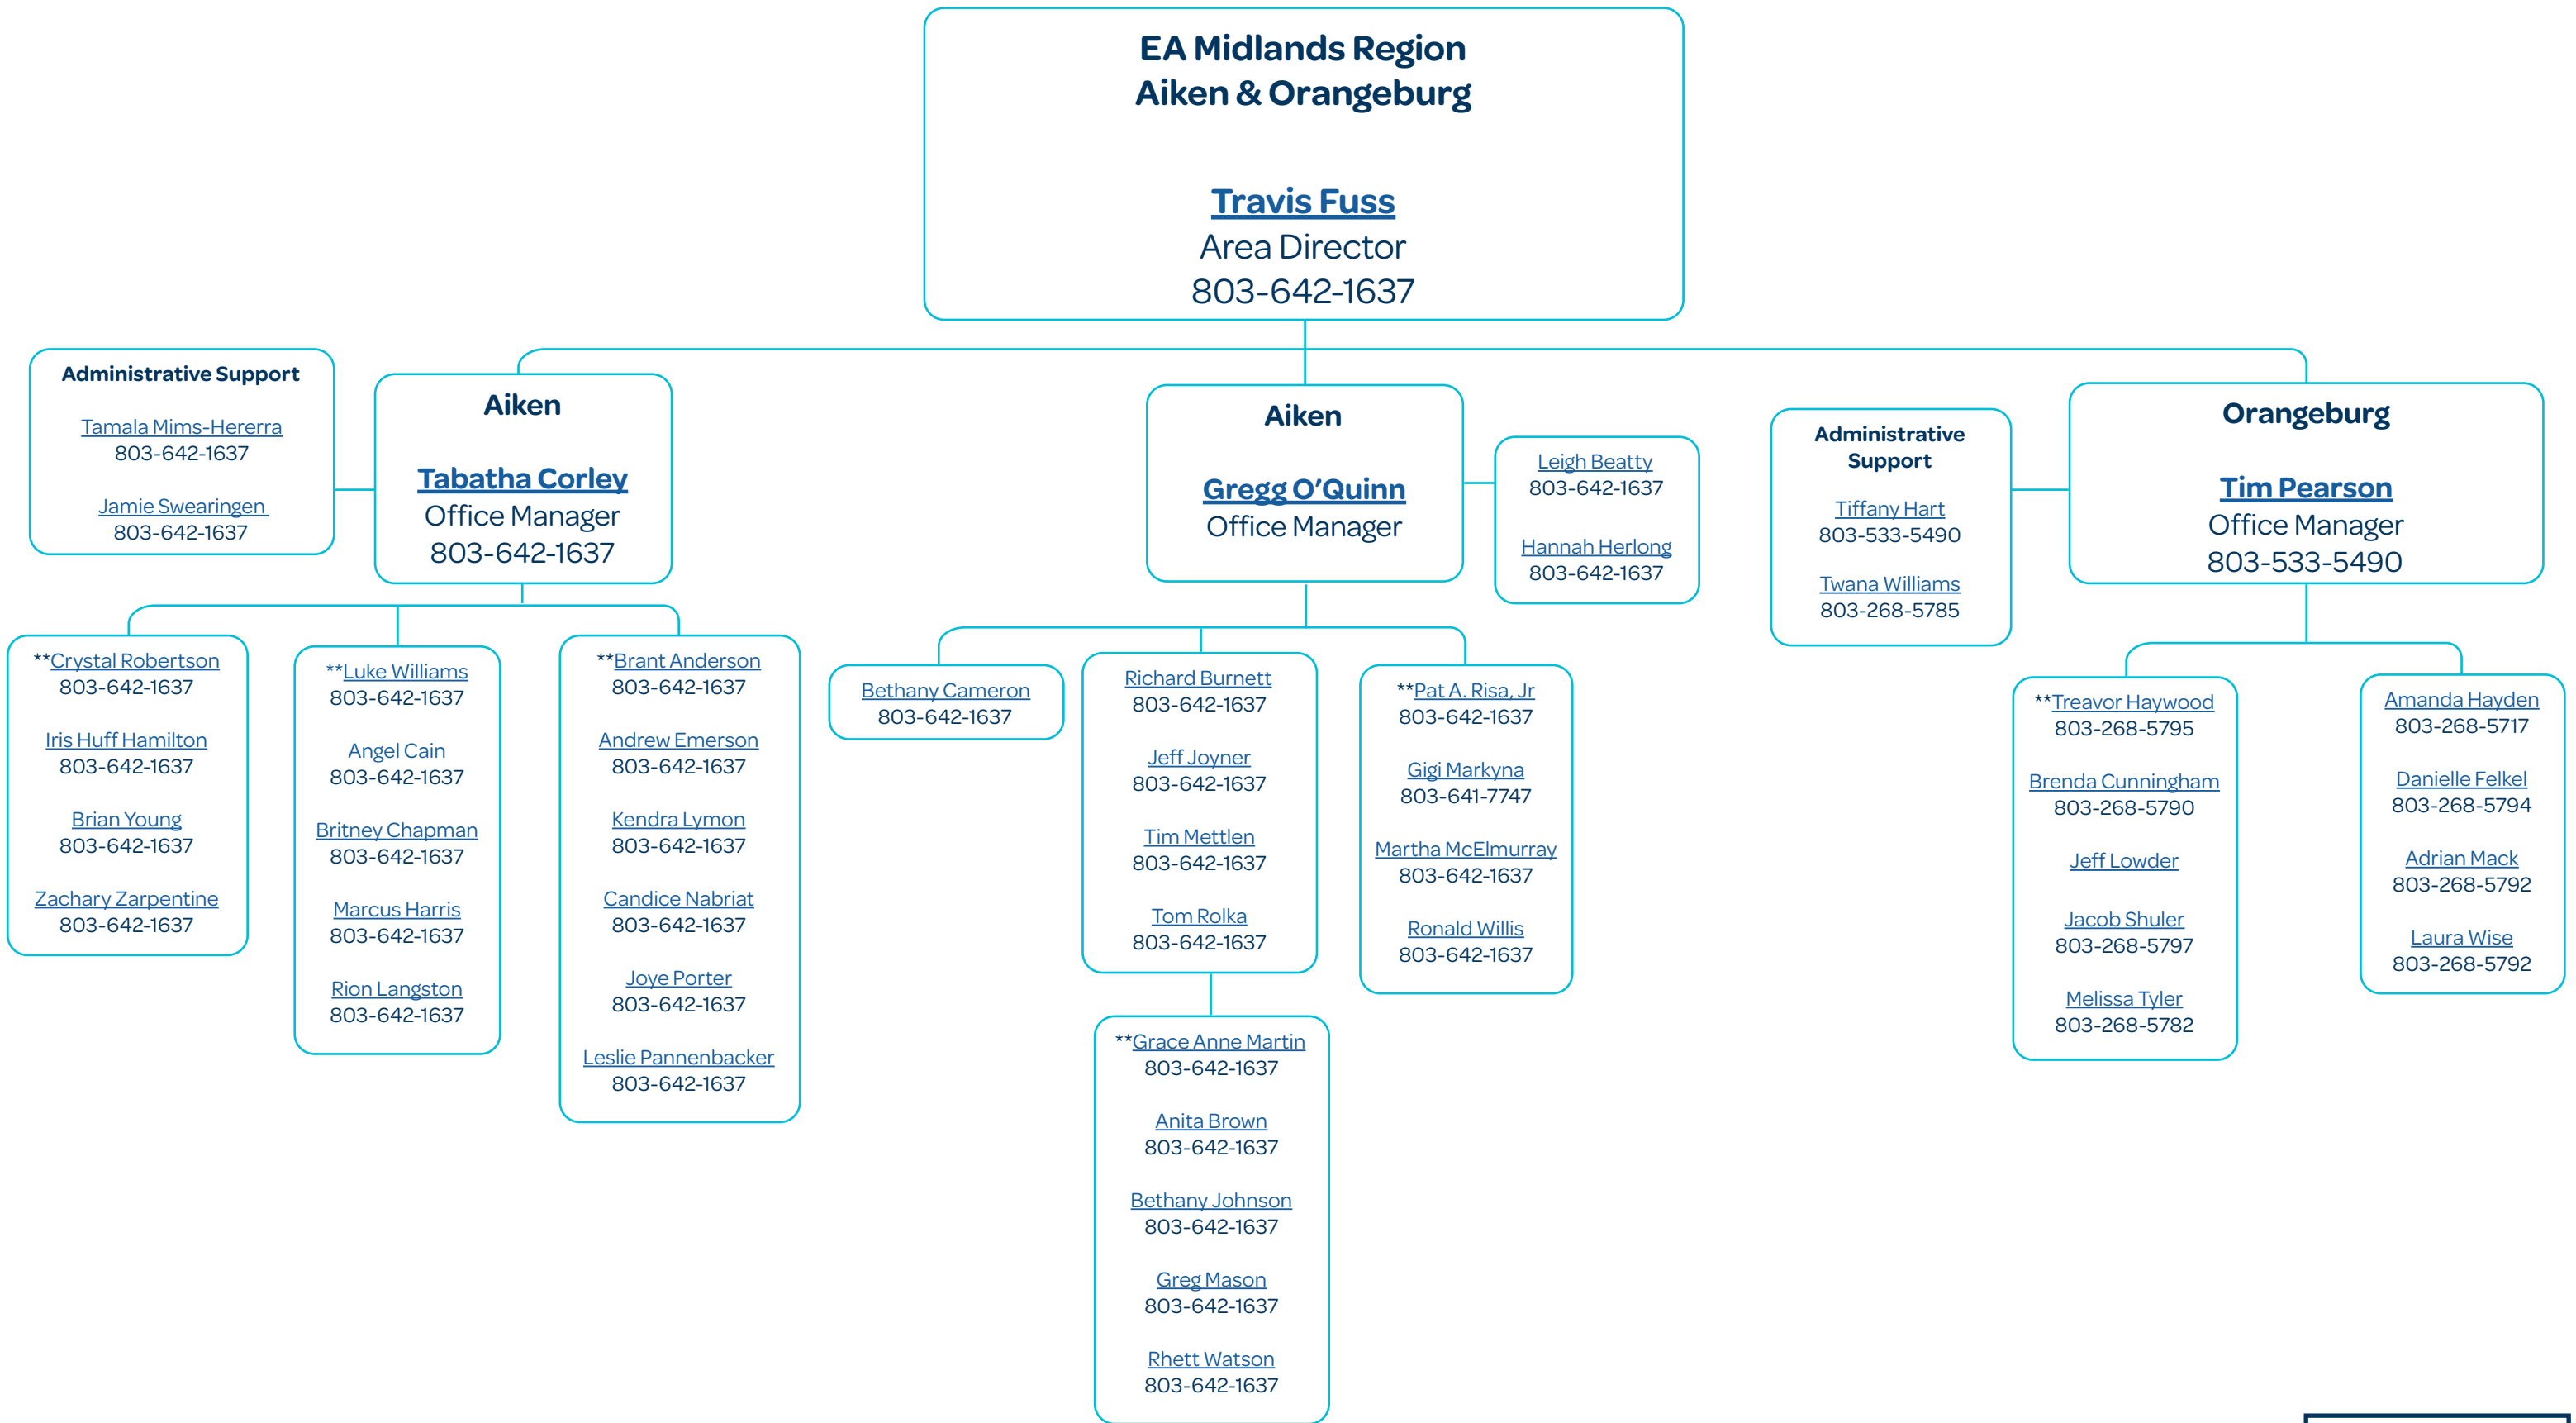 EA Midlands Region
Aiken & Orangeburg
Travis Fuss
Area Director
803-642-1637
Administrative Support
Tamala Mims-Hererra
803-642-1637
Jamie Swearingen
803-642-1637
Aiken
Tabatha Corley
Office Manager
803-642-1637
Aiken
Gregg O’Quinn
Office Manager
Leigh Beatty
803-642-1637
Hannah Herlong
803-642-1637
Administrative
Support
Tiffany Hart
803-533-5490
Twana Williams
803-268-5785
Orangeburg
Tim Pearson
Office Manager
803-533-5490
**Crystal Robertson
803-642-1637
Iris Huff Hamilton
803-642-1637
Brian Young
803-642-1637
Zachary Zarpentine
803-642-1637
**Luke Williams
803-642-1637
Angel Cain
803-642-1637
Britney Chapman
803-642-1637
Marcus Harris
803-642-1637
Rion Langston
803-642-1637
**Brant Anderson
803-642-1637
Andrew Emerson
803-642-1637
Kendra Lymon
803-642-1637
Candice Nabriat
803-642-1637
Joye Porter
803-642-1637
Leslie Pannenbacker
803-642-1637
Bethany Cameron
803-642-1637
Richard Burnett
803-642-1637
Jeff Joyner
803-642-1637
Tim Mettlen
803-642-1637
Tom Rolka
803-642-1637
**Grace Anne Martin
803-642-1637
Anita Brown
803-642-1637
Bethany Johnson
803-642-1637
Greg Mason
803-642-1637
Rhett Watson
803-642-1637
**Pat A. Risa, Jr
803-642-1637
Gigi Markyna
803-641-7747
Martha McElmurray
803-642-1637
Ronald Willis
803-642-1637
**Treavor Haywood
803-268-5795
Brenda Cunningham
803-268-5790
Jeff Lowder
Jacob Shuler
803-268-5797
Melissa Tyler
803-268-5782
Amanda Hayden
803-268-5717
Danielle Felkel
803-268-5794
Adrian Mack
803-268-5792
Laura Wise
803-268-5792